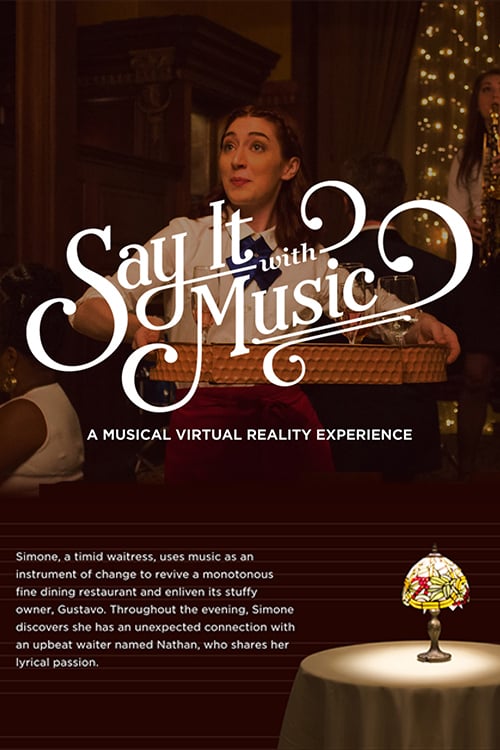 Say It
with
Music
A MUSICAL VIRTUAL REALITY EXPERIENCE
Simone, a timid waitress, uses music as an
instrument of change to revive a monotonous
fine dining restaurant and enliven its stuffy
owner, Gustavo. Throughout the evening, Simone
discovers she has an unexpected connection with
an upbeat waiter named Nathan, who shares her
lyrical passion.